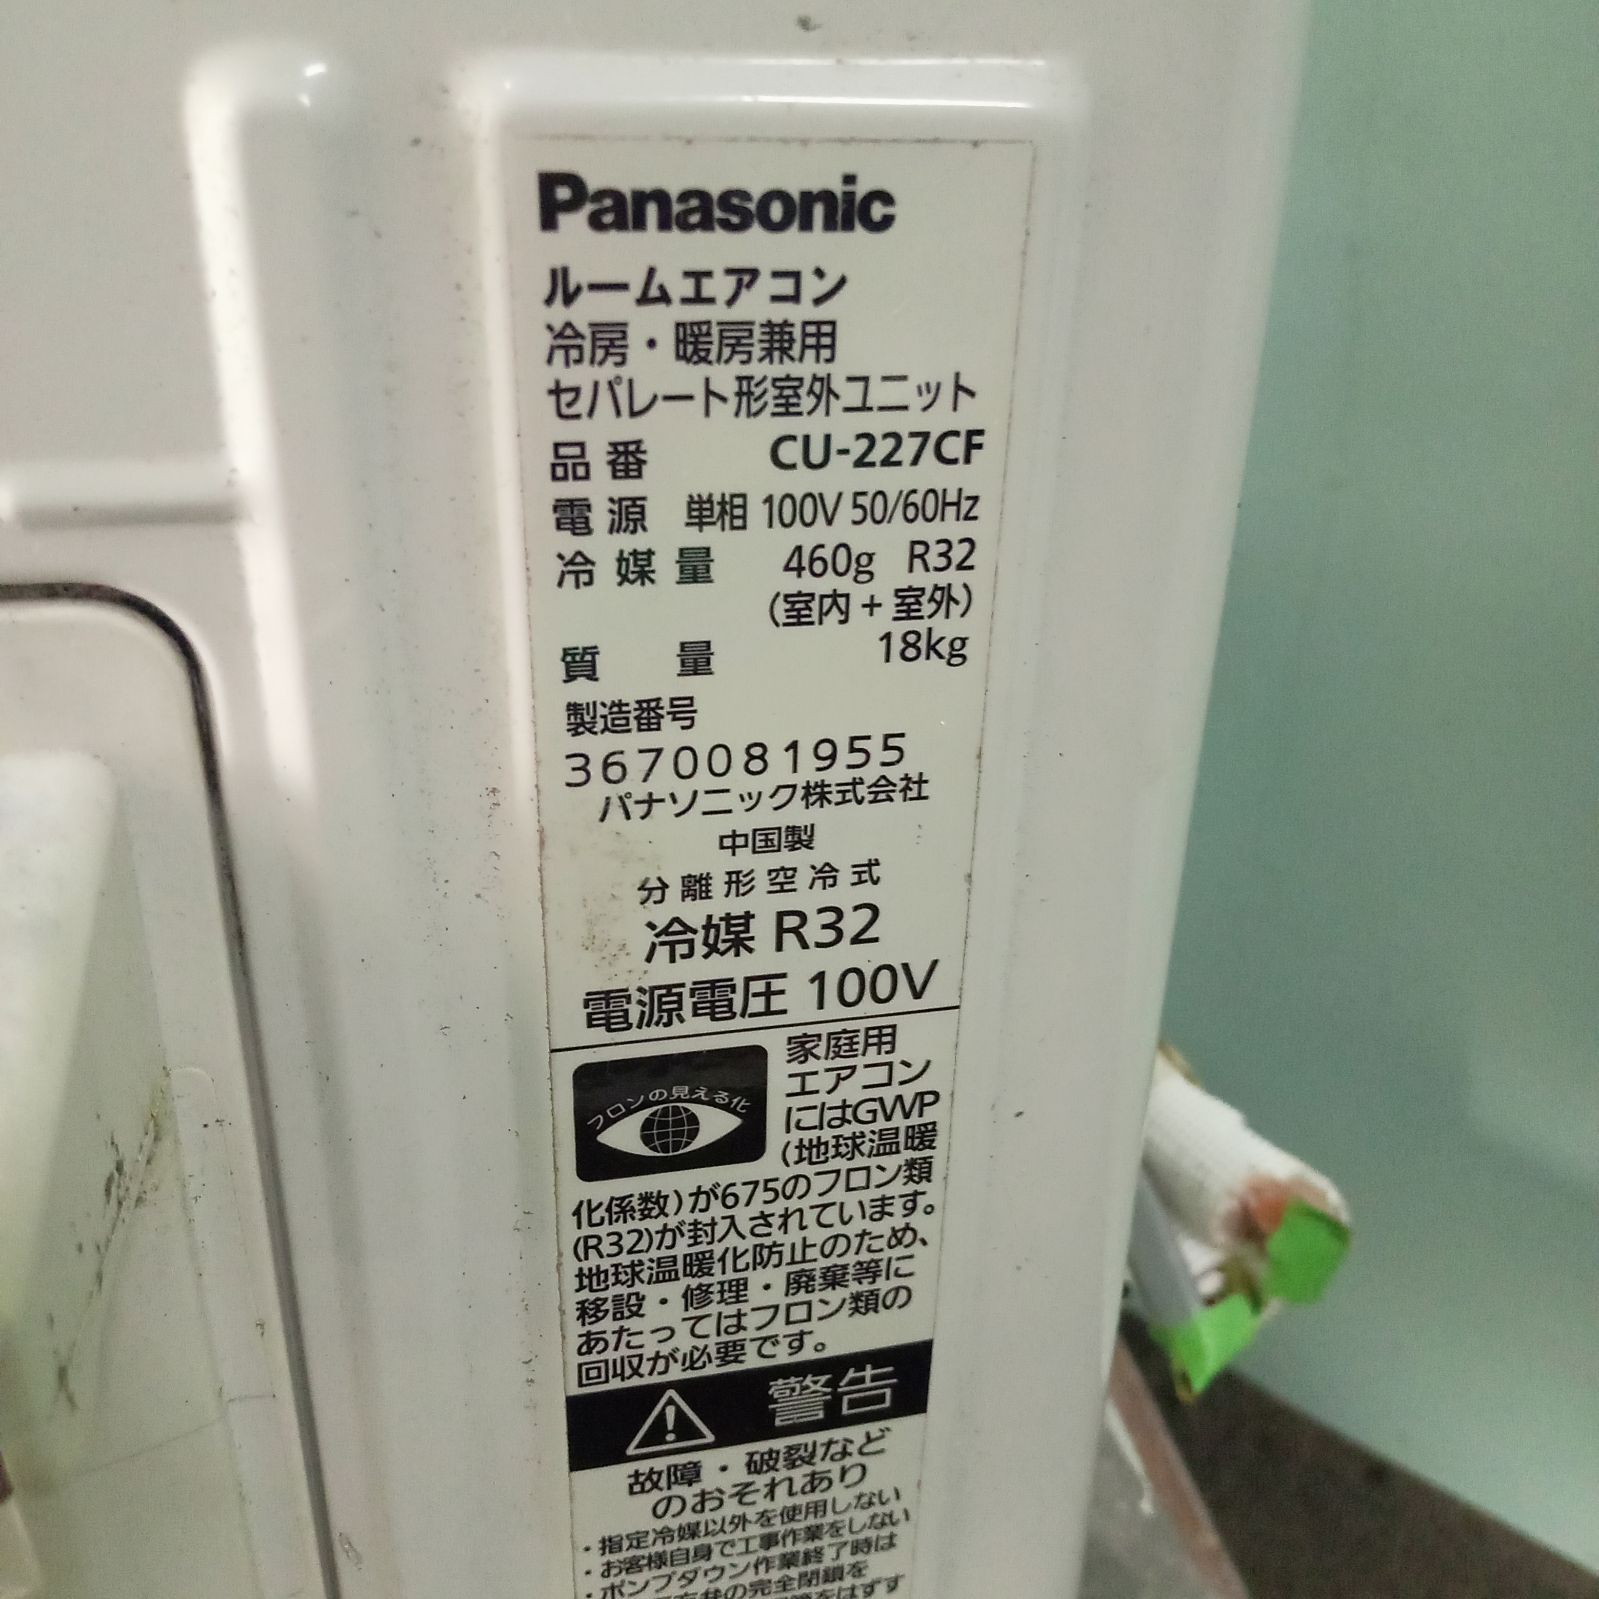 Panasonic
ルームエアコン
冷房・暖房兼用
セパレート形室外ユニット
品番 CU-227CF
電源 単相 100V 50/60Hz
冷媒量 460g R32
(室内+室外)
質量 18kg
製造番号
3670081955
パナソニック株式会社
中国製
分離形空冷式
冷媒 R32
電源電圧 100V
フロンの見える化
家庭用
エアコン
にはGWP
(地球温暖
化係数)が675のフロン類
(R32)が封入されています。
地球温暖化防止のため、
移設・修理・廃棄等に
あたってはフロン類の
回収が必要です。
警告
故障・破裂など
のおそれあり
・指定冷媒以外を使用しない
・お客様自身で工事作業をしない
・ポンプダウン作業終了時は
弁の完全閉鎖を
をはずす